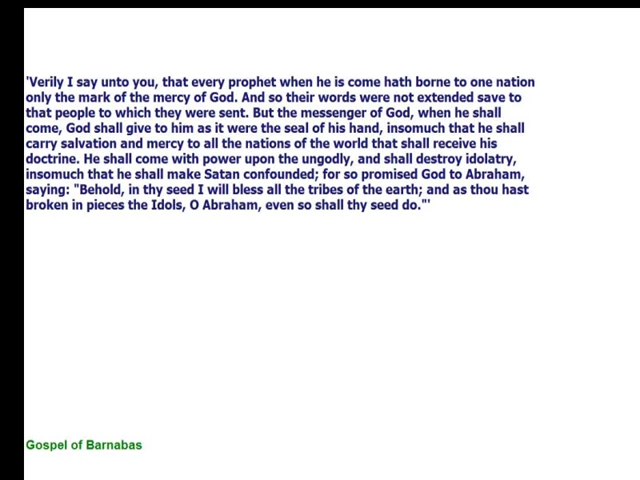 'Verily I say unto you, that every prophet when he is come hath borne to one nation
only the mark of the mercy of God. And so their words were not extended save to
that people to which they were sent. But the messenger of God, when he shall
come, God shall give to him as it were the seal of his hand, insomuch that he shall
carry salvation and mercy to all the nations of the world that shall receive his
doctrine. He shall come with power upon the ungodly, and shall destroy idolatry,
insomuch that he shall make Satan confounded; for so promised God to Abraham,
saying: "Behold, in thy seed I will bless all the tribes of the earth; and as thou hast
broken in pieces the Idols, O Abraham, even so shall thy seed do."'
Gospel of Barnabas